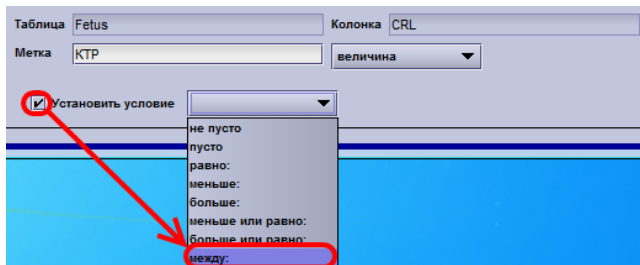 Таблица Fetus Колонка CRL
Метка КТР величина
Установить условие
не пусто
пусто
равно:
меньше:
больше:
меньше или равно:
больше или равно:
между: